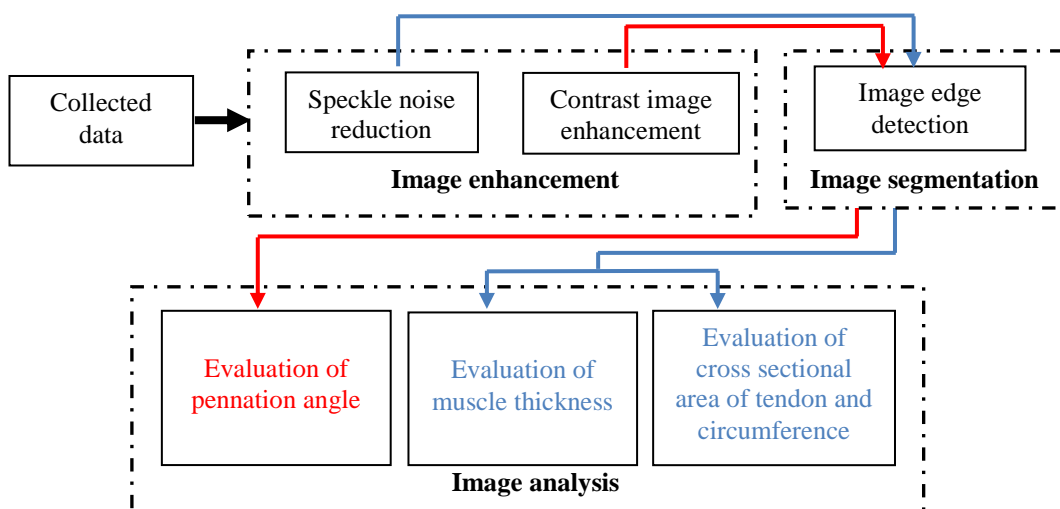 Collected
data
Speckle noise
reduction
Contrast image
enhancement
Image enhancement
Image edge
detection
Image segmentation
Evaluation of
pennation angle
Evaluation of
muscle thickness
Evaluation of
cross sectional
area of tendon and
circumference
Image analysis